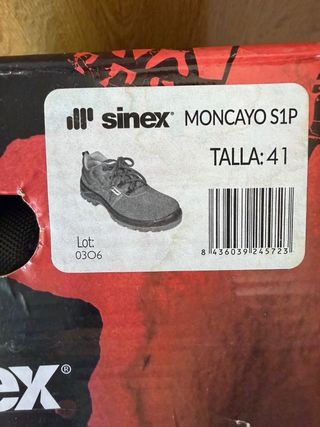 sinex® MONCAYO S1P
TALLA: 41
Lot:
0306
8 436039 245723
ex®